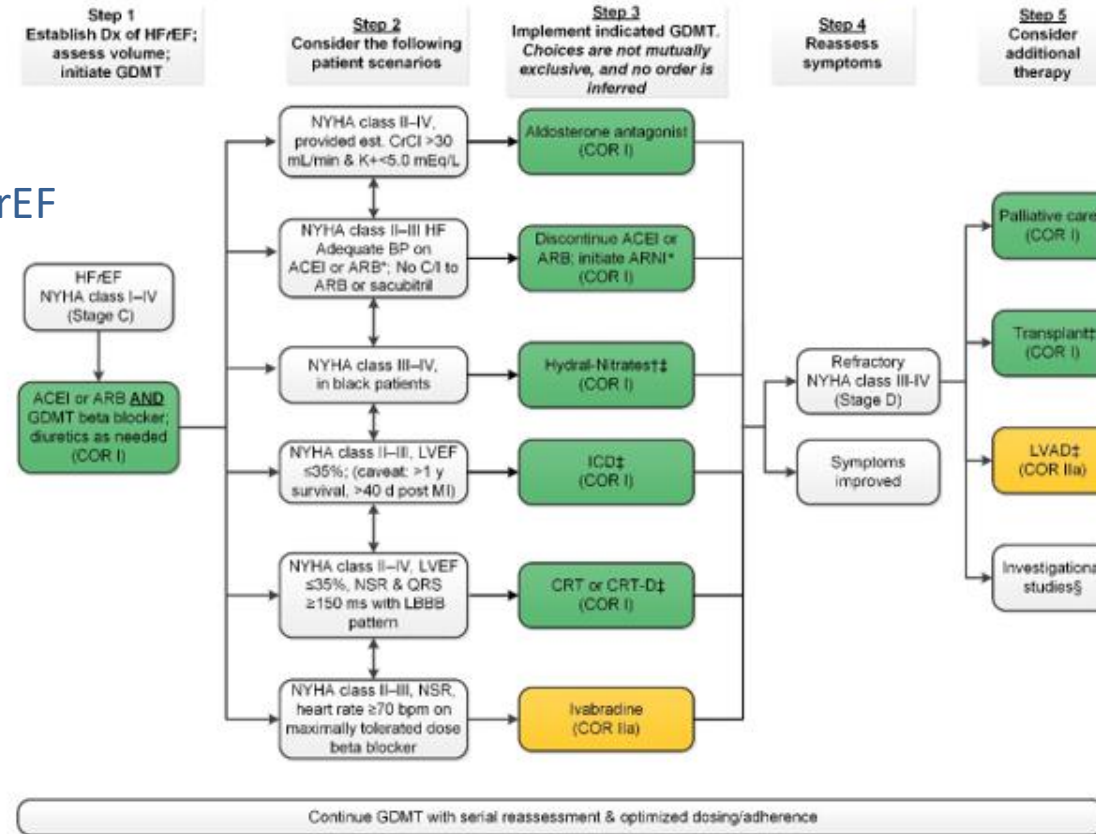 Step 1
Establish Dx of HFrEF;
assess volume;
initiate GDMT
Step 2
Consider the following
patient scenarios
Step 3
Implement indicated GDMT.
Choices are not mutually
exclusive, and no order is
inferred
Step 4
Reassess
symptoms
Step 5
Consider
additional
therapy
rEF
HFrEF
NYHA class I–IV
(Stage C)
ACEI or ARB AND
GDMT beta blocker;
diuretics as needed
(COR I)
NYHA class II–IV,
provided est. CrCl >30
mL/min & K+<5.0 mEq/L
Aldosterone antagonist
(COR I)
NYHA class II–III HF
Adequate BP on
ACEI or ARB*; No C/I to
ARB or sacubitril
Discontinue ACEI or
ARB; initiate ARNI*
(COR I)
NYHA class III–IV,
in black patients
Hydral-Nitrates†‡
(COR I)
NYHA class II–III, LVEF
≤35%; (caveat: >1 y
survival, >40 d post MI)
ICD‡
(COR I)
NYHA class II–IV, LVEF
≤35%, NSR & QRS
≥150 ms with LBBB
pattern
CRT or CRT-D‡
(COR I)
NYHA class II–III, NSR,
heart rate ≥70 bpm on
maximally tolerated dose
beta blocker
Ivabradine
(COR IIa)
Refractory
NYHA class III-IV
(Stage D)
Symptoms
improved
Palliative care
(COR I)
Transplant‡
(COR I)
LVAD‡
(COR IIa)
Investigational
studies§
Continue GDMT with serial reassessment & optimized dosing/adherence